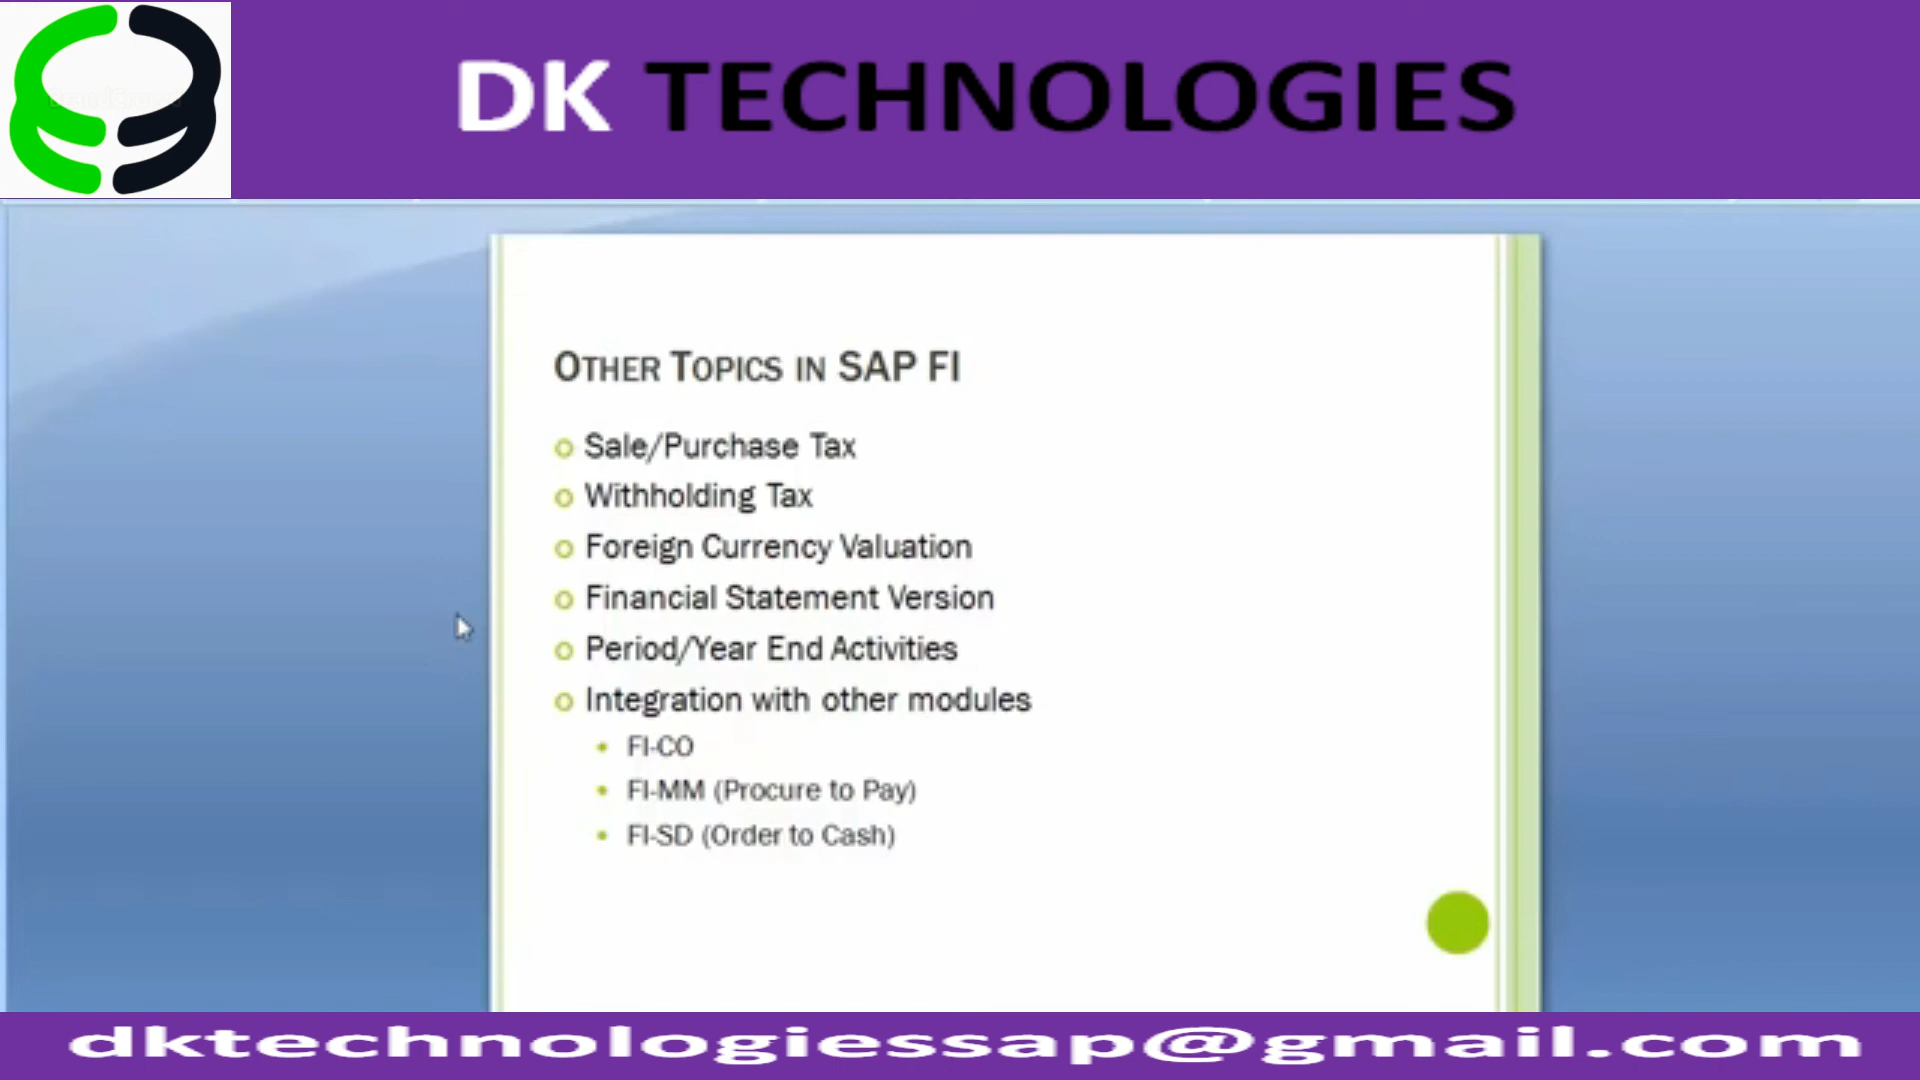 DK TECHNOLOGIES
OTHER TOPICS IN SAP FI
Sale/Purchase Tax
Withholding Tax
Foreign Currency Valuation
Financial Statement Version
Period/Year End Activities
Integration with other modules
FI-CO
FI-MM (Procure to Pay)
FI-SD (Order to Cash)
dktechnologiessap@gmail.com